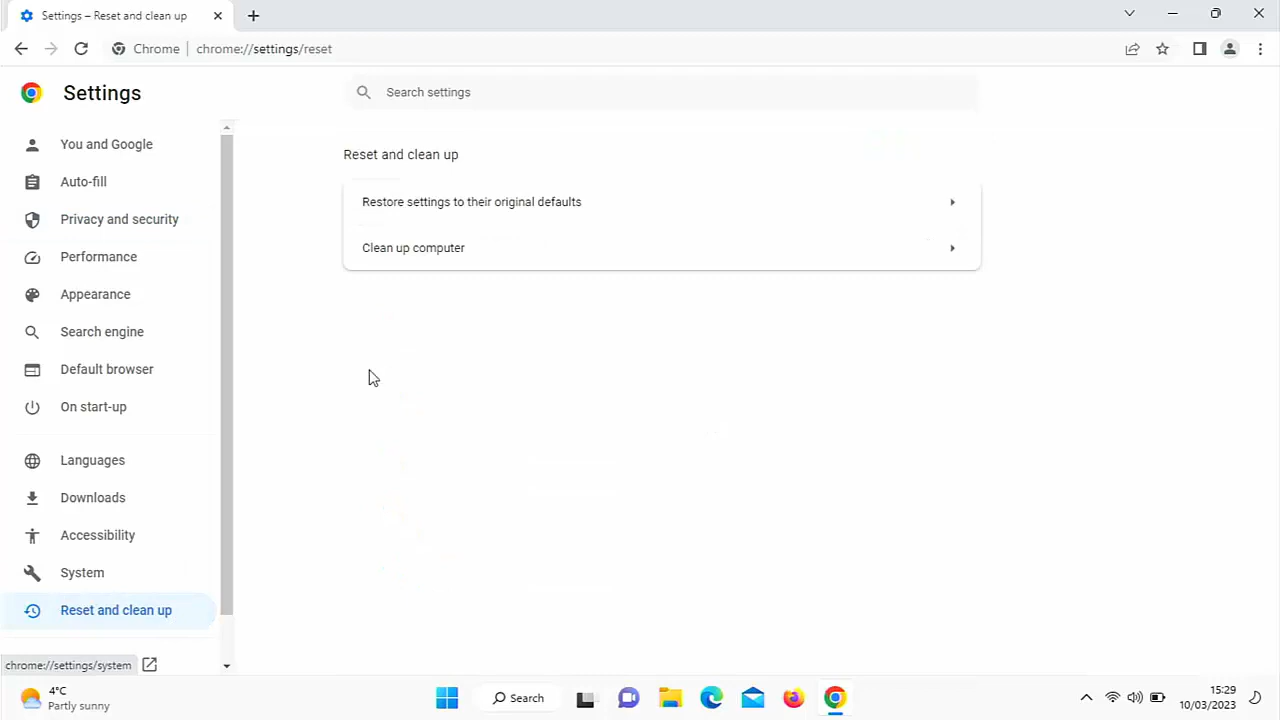 Settings – Reset and clean up
Chrome
chrome://settings/reset
Settings
Search settings
You and Google
Auto-fill
Privacy and security
Performance
Appearance
Search engine
Default browser
On start-up
Languages
Downloads
Accessibility
System
Reset and clean up
Reset and clean up
Restore settings to their original defaults
Clean up computer
chrome://settings/system
4°C
Partly sunny
Search
15:29
10/03/2023